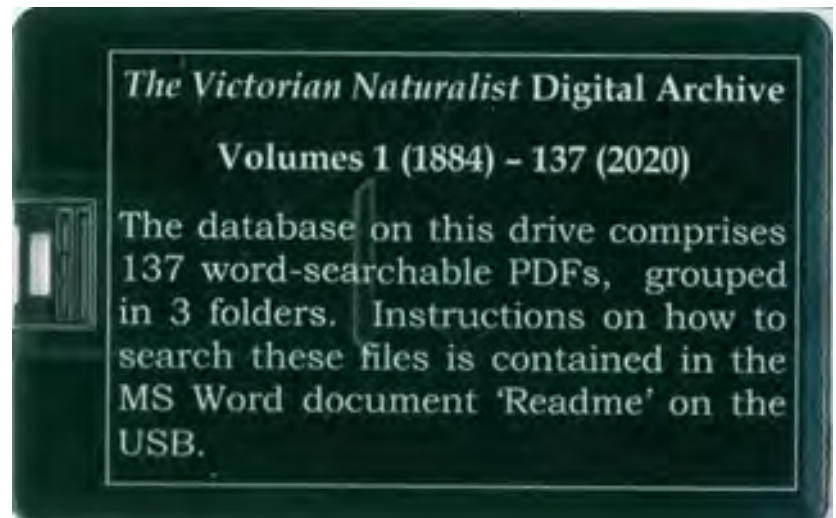 The Victorian Naturalist Digital Archive
Volumes 1 (1884) – 137 (2020)
The database on this drive comprises
137 word-searchable PDFs, grouped
in 3 folders. Instructions on how to
search these files is contained in the
MS Word document ‘Readme’ on the
USB.